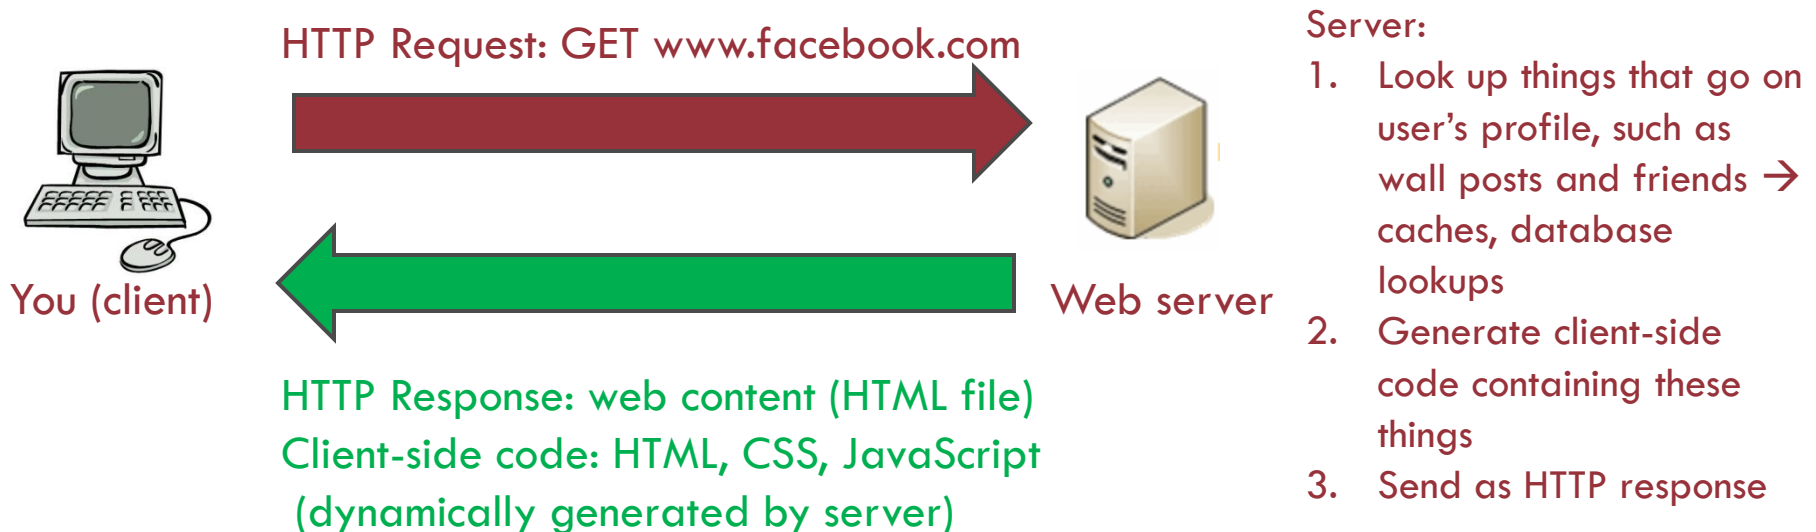 HTTP Request: GET www.facebook.com
You (client)
Web server
HTTP Response: web content (HTML file)
Client-side code: HTML, CSS, JavaScript
(dynamically generated by server)
Server:
1. Look up things that go on
user’s profile, such as
wall posts and friends →
caches, database
lookups
2. Generate client-side
code containing these
things
3. Send as HTTP response